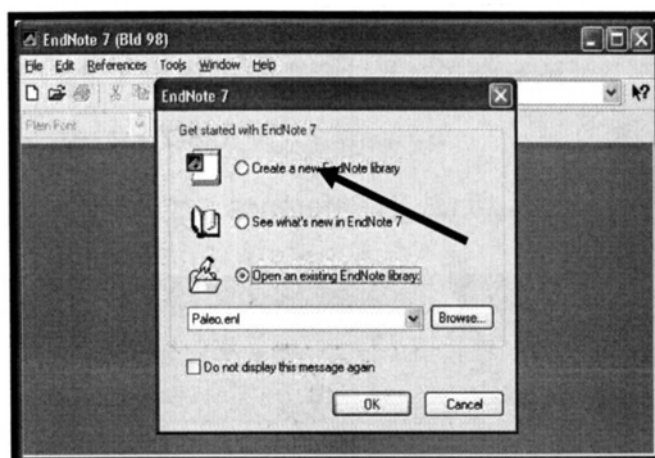 EndNote 7 (Bld 98)
File Edit References Tools Window Help
Plain Font
EndNote 7
Get started with EndNote 7
Create a new EndNote library
See what's new in EndNote 7
Open an existing EndNote library:
Paleo.enl
Browse...
Do not display this message again
OK
Cancel